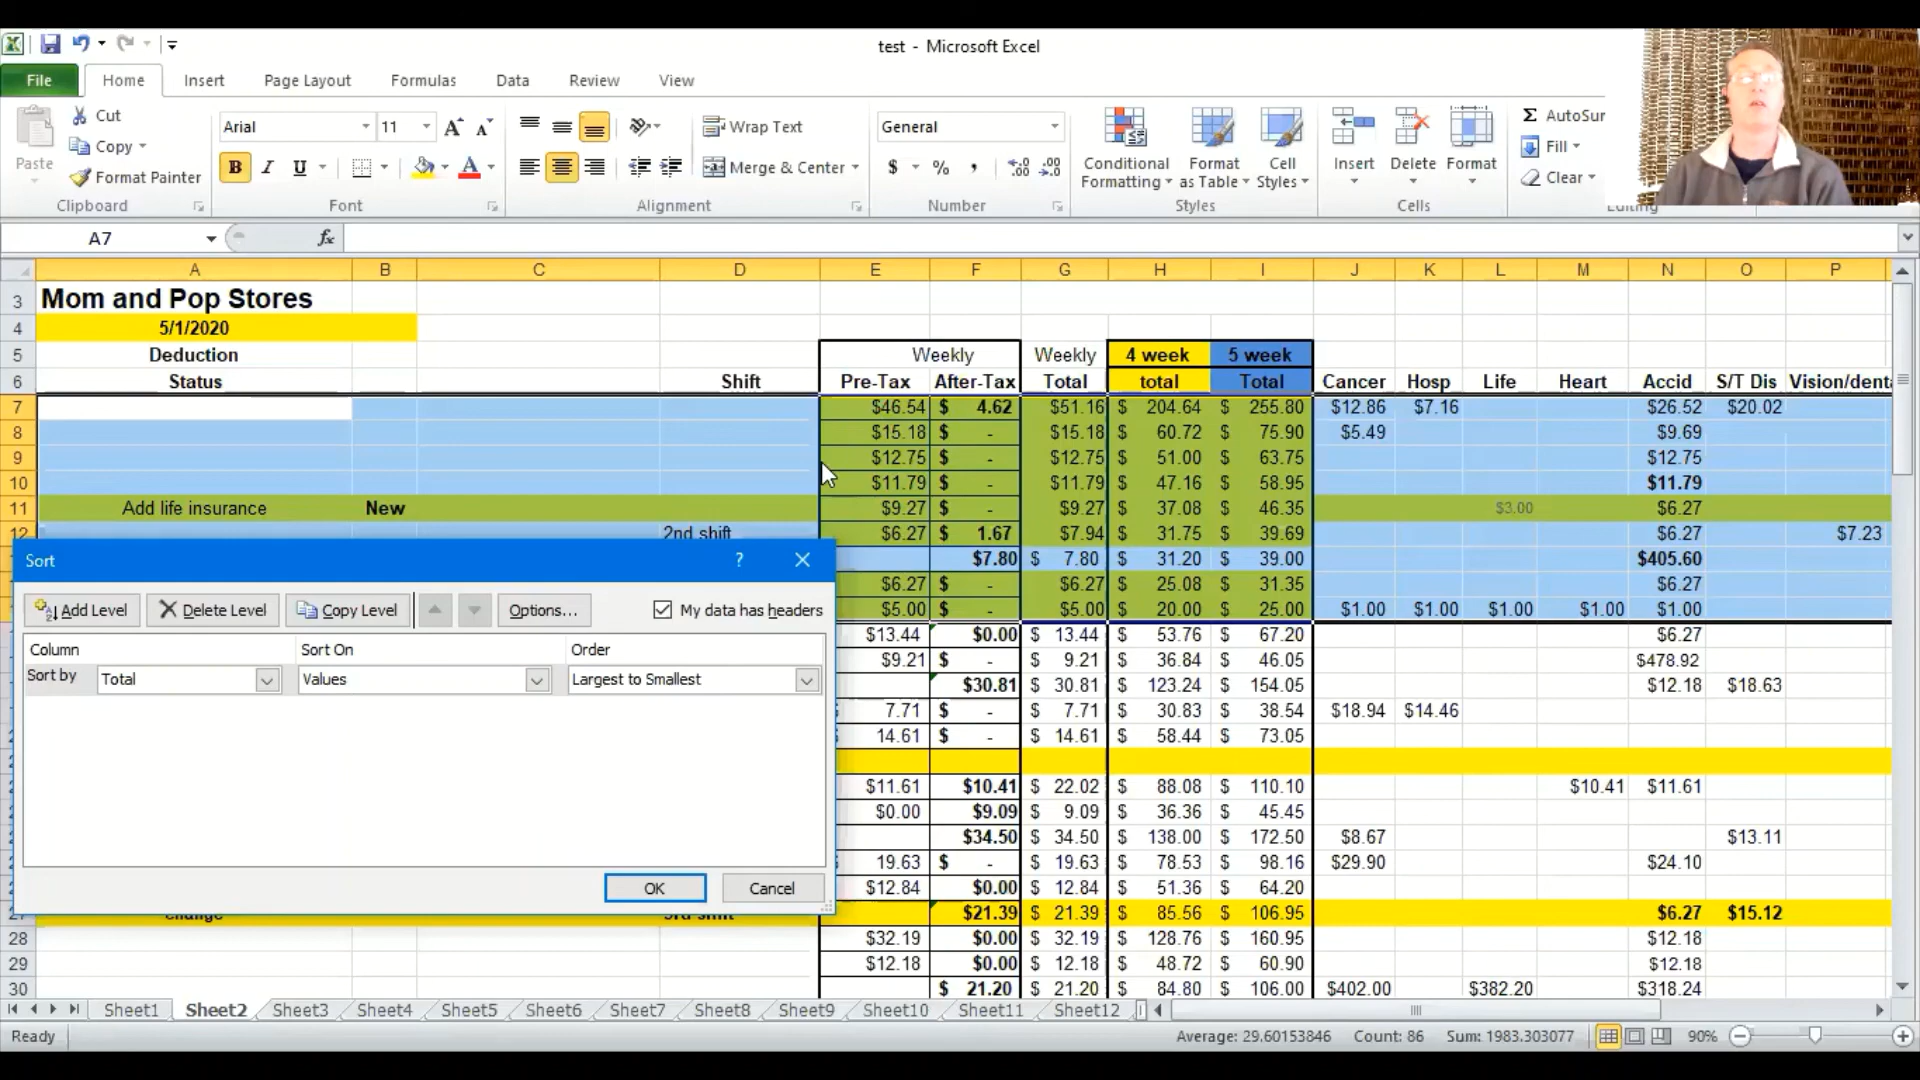 test - Microsoft Excel
File Home Insert Page Layout Formulas Data Review View
Cut
Copy
Format Painter
Paste
Clipboard
Arial 11
B I U
Font
Wrap Text
Merge & Center
Alignment
General
$ % ,
Number
Conditional Formatting
Format as Table
Cell Styles
Styles
Insert Delete Format
Cells
Σ AutoSur
Fill
Clear
A7 fx
A B C D E F G H I J K L M N O P
3 Mom and Pop Stores
4 5/1/2020
5 Deduction Weekly Weekly 4 week 5 week
6 Status Shift Pre-Tax After-Tax Total total Total Cancer Hosp Life Heart Accid S/T Dis Vision/denta
7 $46.54 $ 4.62 $51.16 $ 204.64 $ 255.80 $12.86 $7.16 $26.52 $20.02
8 $15.18 $ - $15.18 $ 60.72 $ 75.90 $5.49 $9.69
9 $12.75 $ - $12.75 $ 51.00 $ 63.75 $12.75
10 $11.79 $ - $11.79 $ 47.16 $ 58.95 $11.79
11 Add life insurance New $9.27 $ - $9.27 $ 37.08 $ 46.35 $3.00 $6.27
12 2nd shift $6.27 $ 1.67 $7.94 $ 31.75 $ 39.69 $6.27 $7.23
$7.80 $ 7.80 $ 31.20 $ 39.00 $405.60
$6.27 $ - $6.27 $ 25.08 $ 31.35 $6.27
$5.00 $ - $5.00 $ 20.00 $ 25.00 $1.00 $1.00 $1.00 $1.00 $1.00
$13.44 $0.00 $ 13.44 $ 53.76 $ 67.20 $6.27
$9.21 $ - $ 9.21 $ 36.84 $ 46.05 $478.92
$30.81 $ 30.81 $ 123.24 $ 154.05 $12.18 $18.63
7.71 $ - $ 7.71 $ 30.83 $ 38.54 $18.94 $14.46
14.61 $ - $ 14.61 $ 58.44 $ 73.05
$11.61 $10.41 $ 22.02 $ 88.08 $ 110.10 $10.41 $11.61
$0.00 $9.09 $ 9.09 $ 36.36 $ 45.45
$34.50 $ 34.50 $ 138.00 $ 172.50 $8.67 $13.11
19.63 $ - $ 19.63 $ 78.53 $ 98.16 $29.90 $24.10
$12.84 $0.00 $ 12.84 $ 51.36 $ 64.20
$21.39 $ 21.39 $ 85.56 $ 106.95 $6.27 $15.12
28 $32.19 $0.00 $ 32.19 $ 128.76 $ 160.95 $12.18
29 $12.18 $0.00 $ 12.18 $ 48.72 $ 60.90 $12.18
30 $ 21.20 $ 21.20 $ 84.80 $ 106.00 $402.00 $382.20 $318.24
Sort ?
Add Level Delete Level Copy Level Options... My data has headers
Column Sort On Order
Sort by Total Values Largest to Smallest
OK Cancel
Sheet1 Sheet2 Sheet3 Sheet4 Sheet5 Sheet6 Sheet7 Sheet8 Sheet9 Sheet10 Sheet11 Sheet12
Ready Average: 29.60153846 Count: 86 Sum: 1983.303077 90%